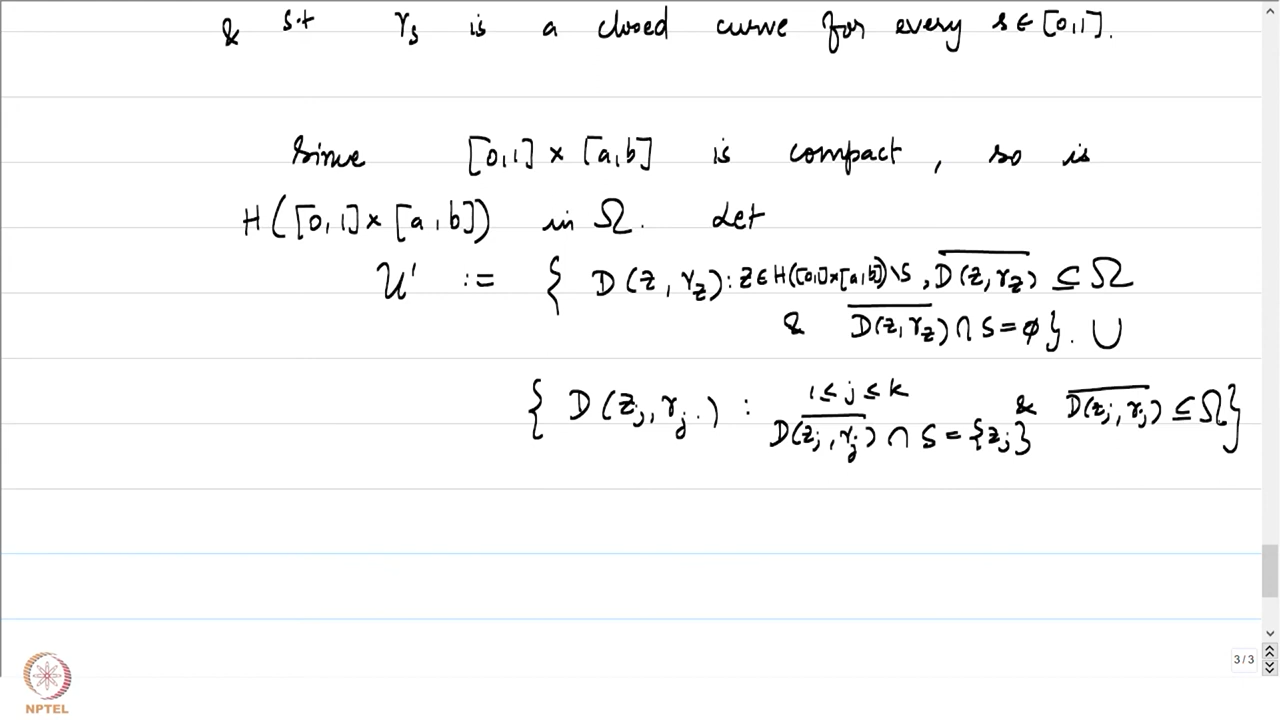 & s.t γₛ is a closed curve for every s ∈ [0,1].
Since [0,1] × [a,b] is compact, so is
H([0,1] × [a,b]) in Ω. Let
𝒰' := { D(z, r_z) : z ∈ H([0,1]×[a,b]) \ S, \overline{D(z, r_z)} ⊆ Ω
& \overline{D(z, r_z)} ∩ S = ∅ }. ∪
{ D(z_j, r_j.) : 1 ≤ j ≤ k & \overline{D(z_j, r_j)} ⊆ Ω }
\overline{D(z_j, r_j)} ∩ S = {z_j}
3 / 3
NPTEL